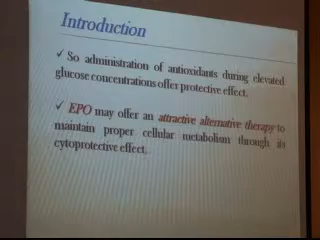 Introduction
✓ So administration of antioxidants during elevated
glucose concentrations offer protective effect.
✓ EPO may offer an attractive alternative therapy to
maintain proper cellular metabolism through its
cytoprotective effect.